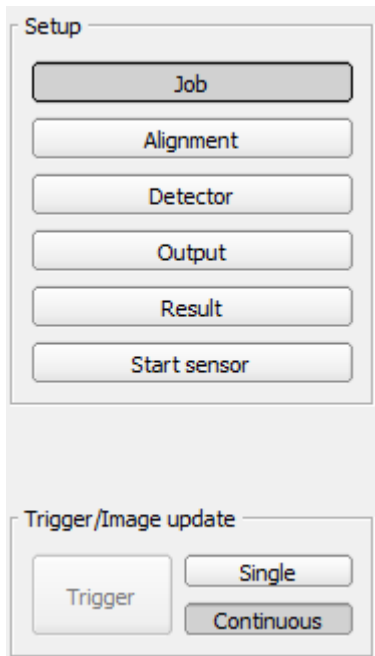 Setup
Job
Alignment
Detector
Output
Result
Start sensor
Trigger/Image update
Trigger
Single
Continuous